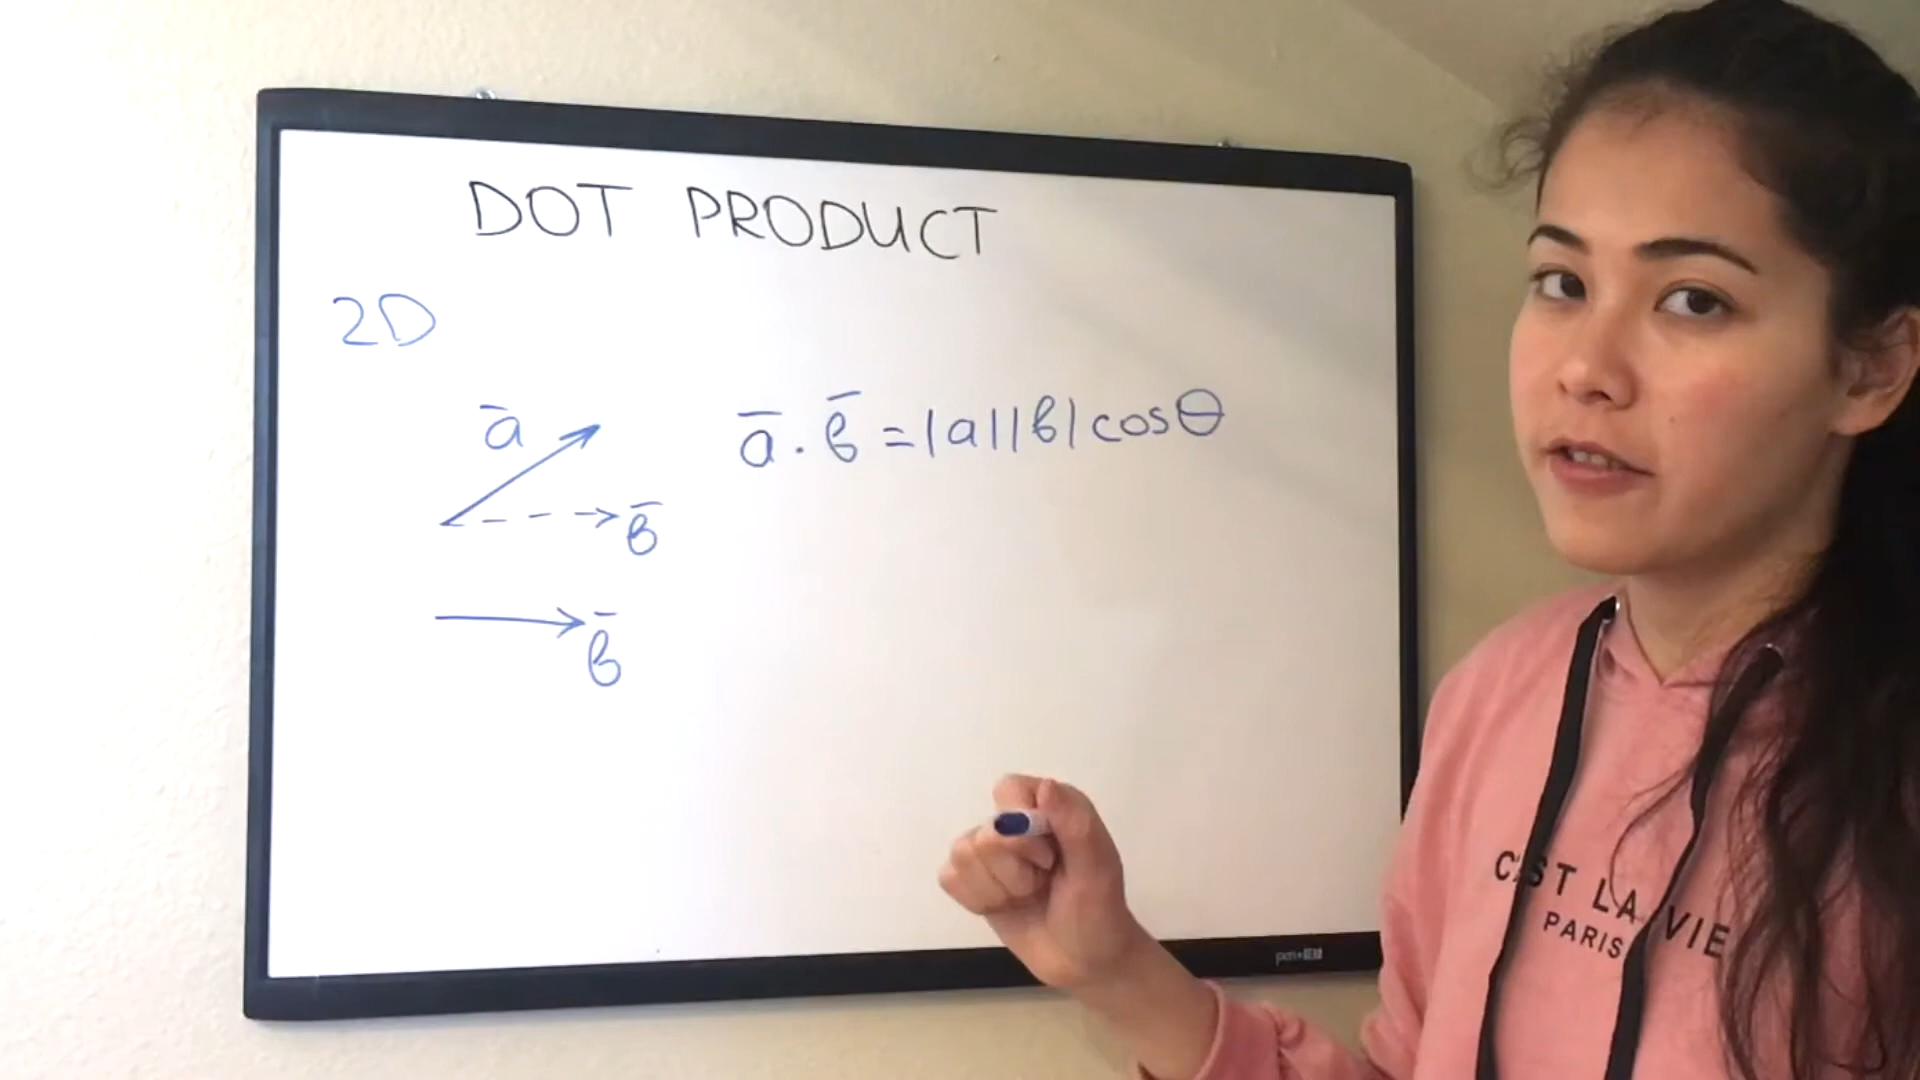 DOT PRODUCT
2D
a̅
a̅ · b̅ = |a||b| cos θ
b̅
b̅
C'EST LA VIE
PARIS